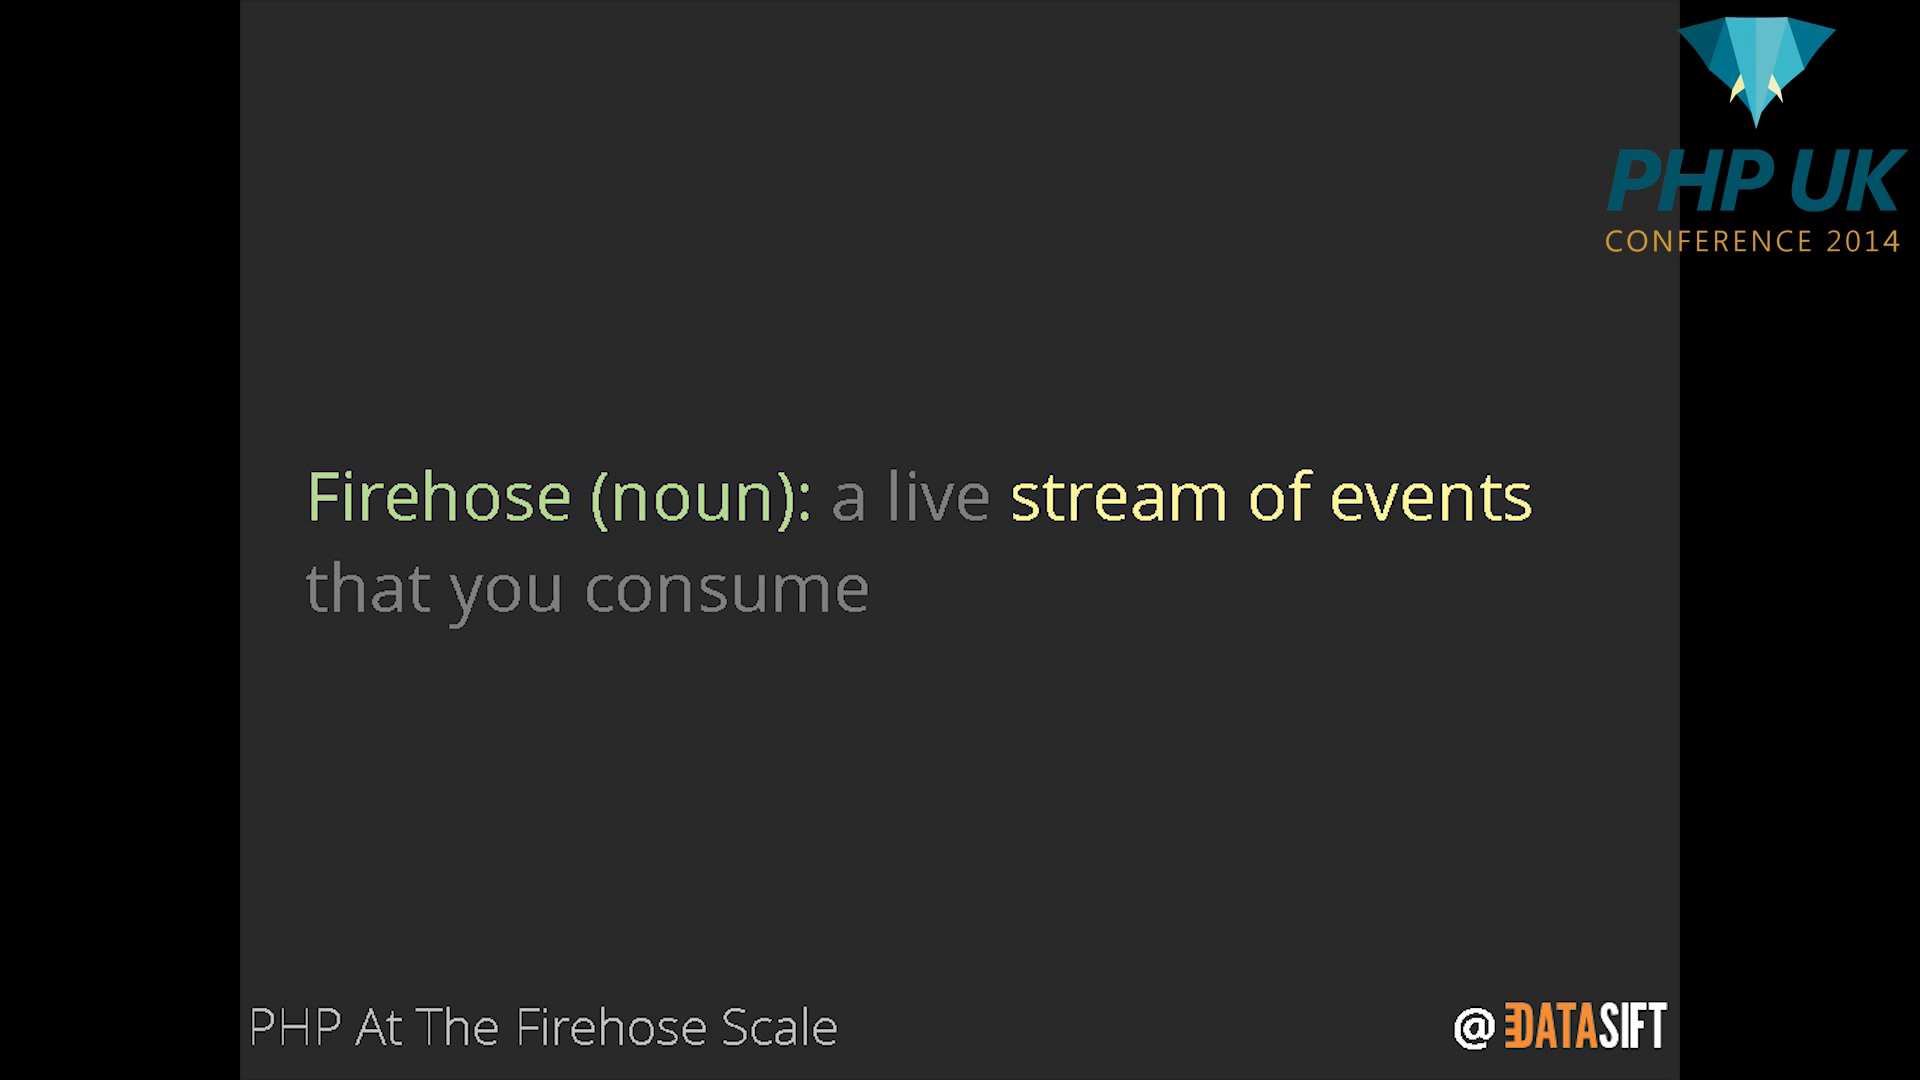 PHP UK
CONFERENCE 2014
Firehose (noun): a live stream of events
that you consume
PHP At The Firehose Scale
@ DATASIFT